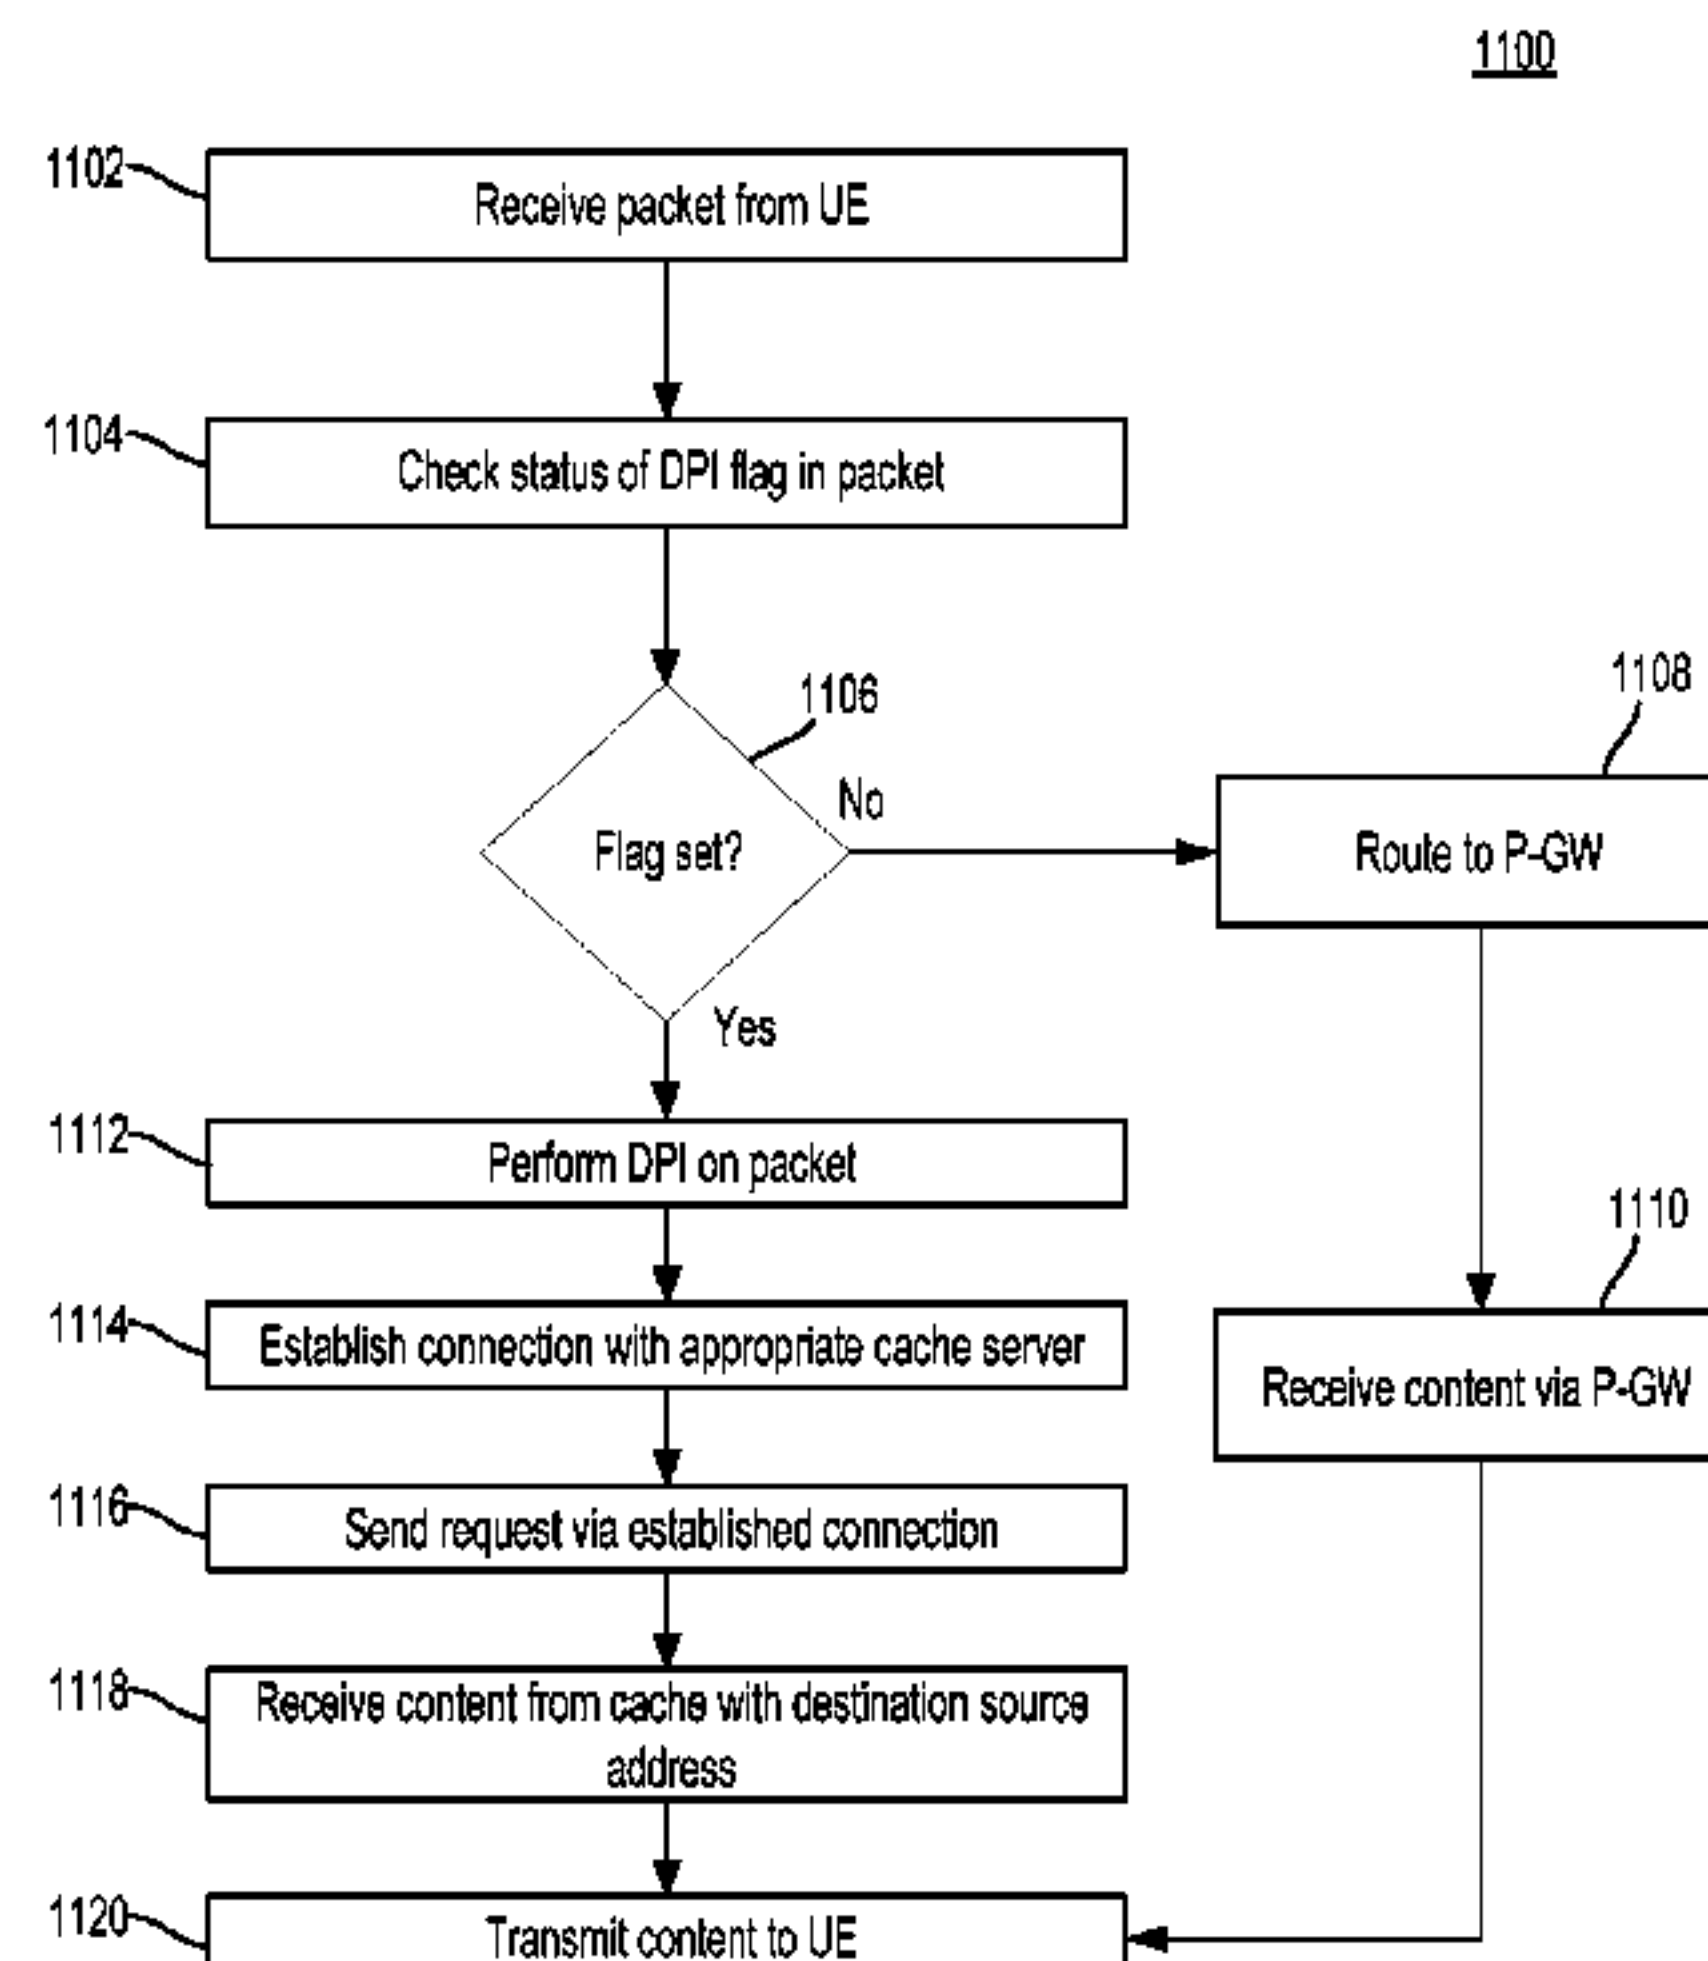 1100
1102
Receive packet from UE
1104
Check status of DPI flag in packet
1106
Flag set?
No
1108
Route to P-GW
Yes
1112
Perform DPI on packet
1110
Receive content via P-GW
1114
Establish connection with appropriate cache server
1116
Send request via established connection
1118
Receive content from cache with destination source
address
1120
Transmit content to UE